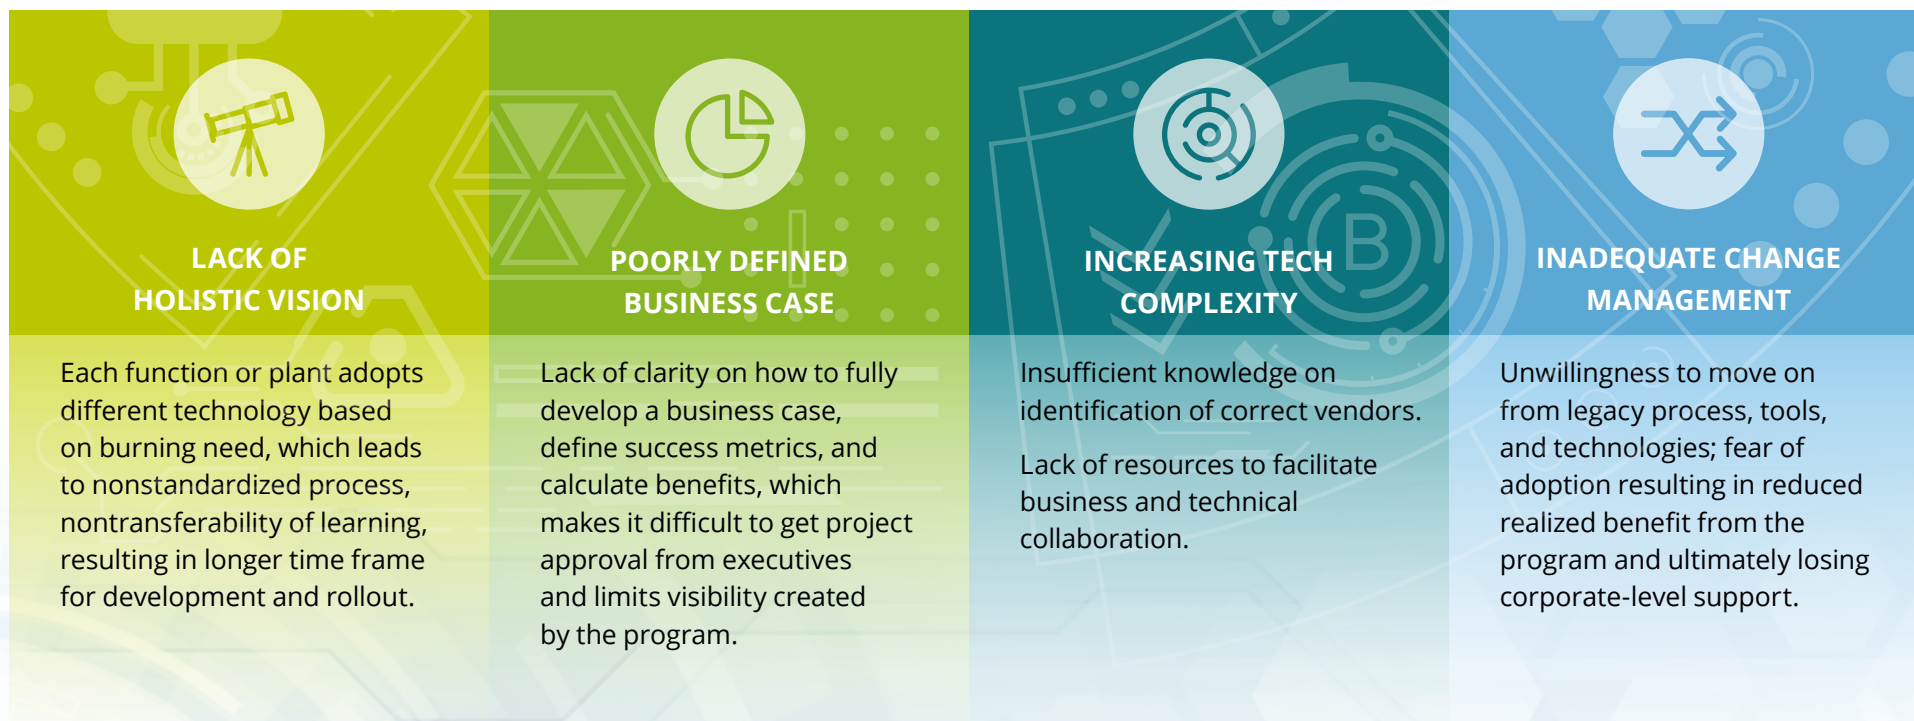 LACK OF
HOLISTIC VISION
Each function or plant adopts
different technology based
on burning need, which leads
to nonstandardized process,
nontransferability of learning,
resulting in longer time frame
for development and rollout.
POORLY DEFINED
BUSINESS CASE
Lack of clarity on how to fully
develop a business case,
define success metrics, and
calculate benefits, which
makes it difficult to get project
approval from executives
and limits visibility created
by the program.
INCREASING TECH
COMPLEXITY
Insufficient knowledge on
identification of correct vendors.
Lack of resources to facilitate
business and technical
collaboration.
INADEQUATE CHANGE
MANAGEMENT
Unwillingness to move on
from legacy process, tools,
and technologies; fear of
adoption resulting in reduced
realized benefit from the
program and ultimately losing
corporate-level support.
B